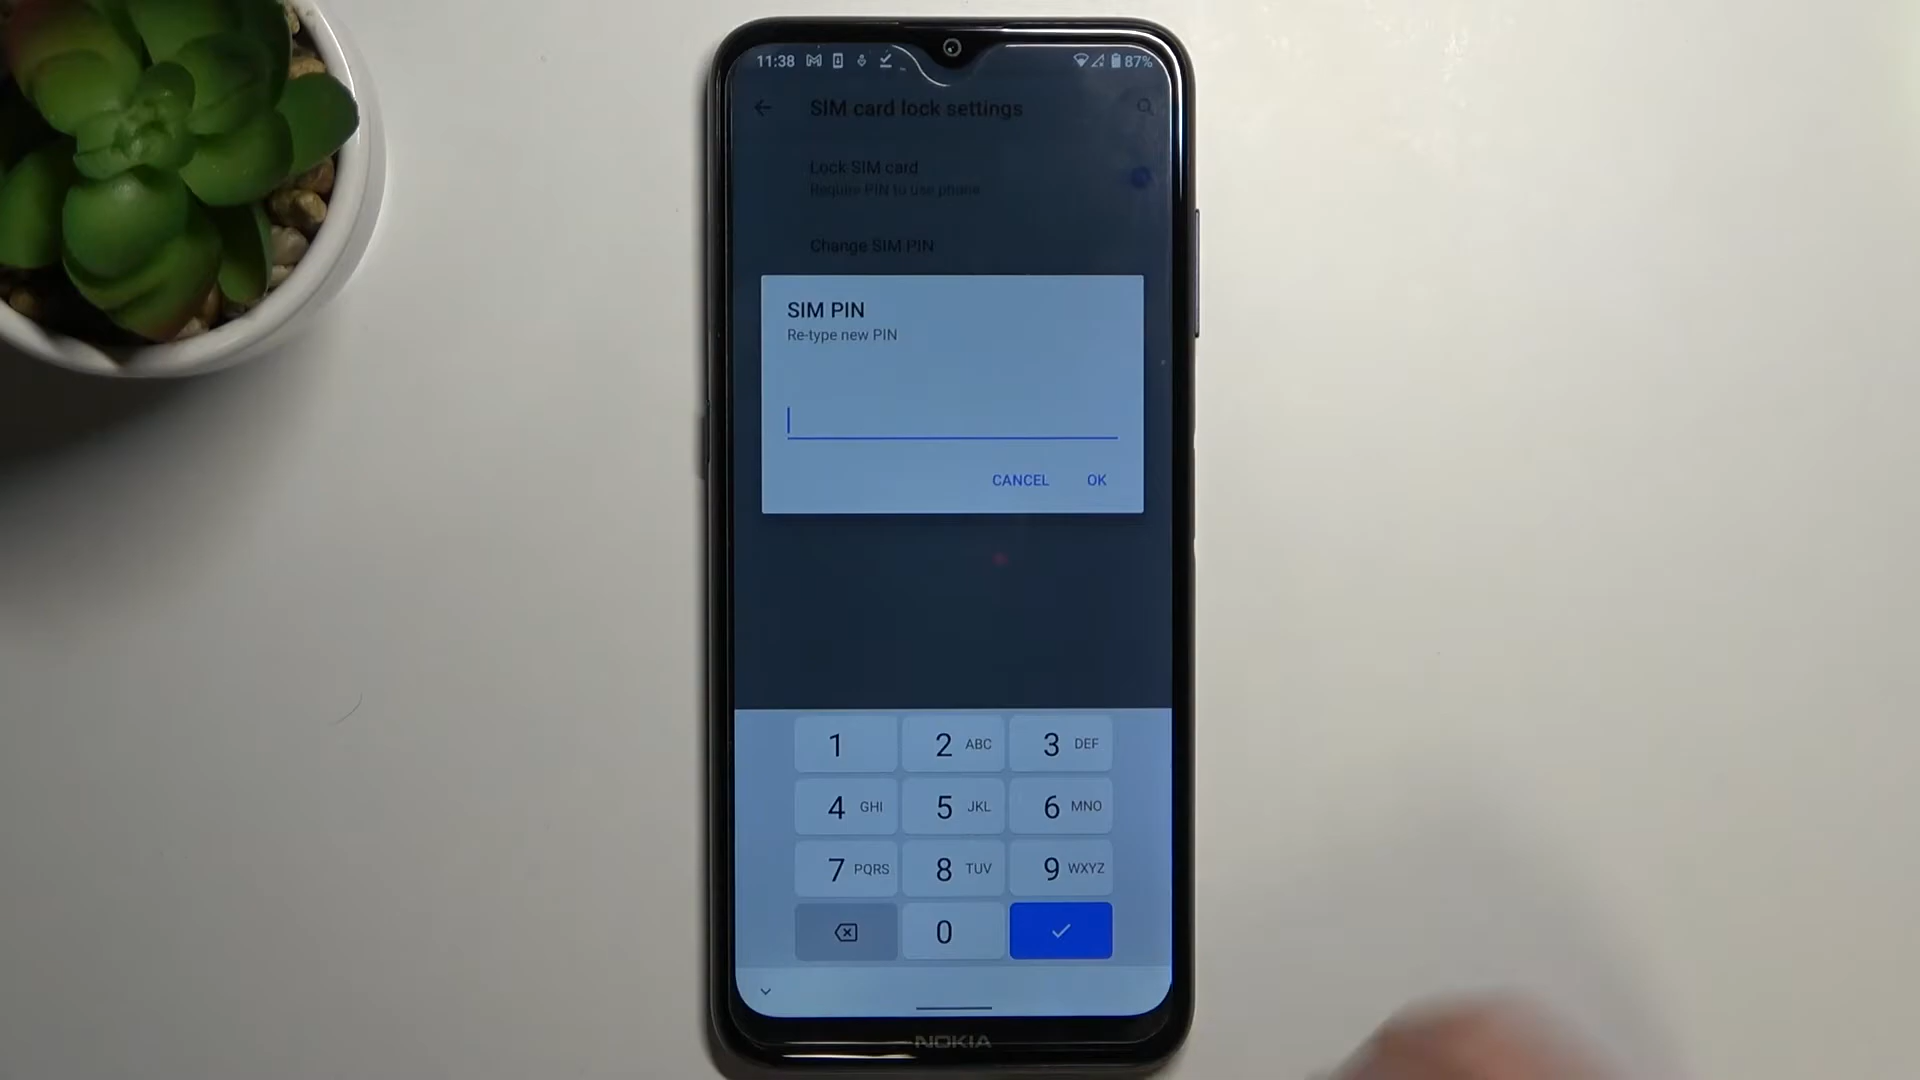 11:38 87%
SIM card lock settings
Lock SIM card
Require PIN to use phone
Change SIM PIN
SIM PIN
Re-type new PIN
CANCEL OK
1 2 ABC 3 DEF
4 GHI 5 JKL 6 MNO
7 PQRS 8 TUV 9 WXYZ
0
NOKIA